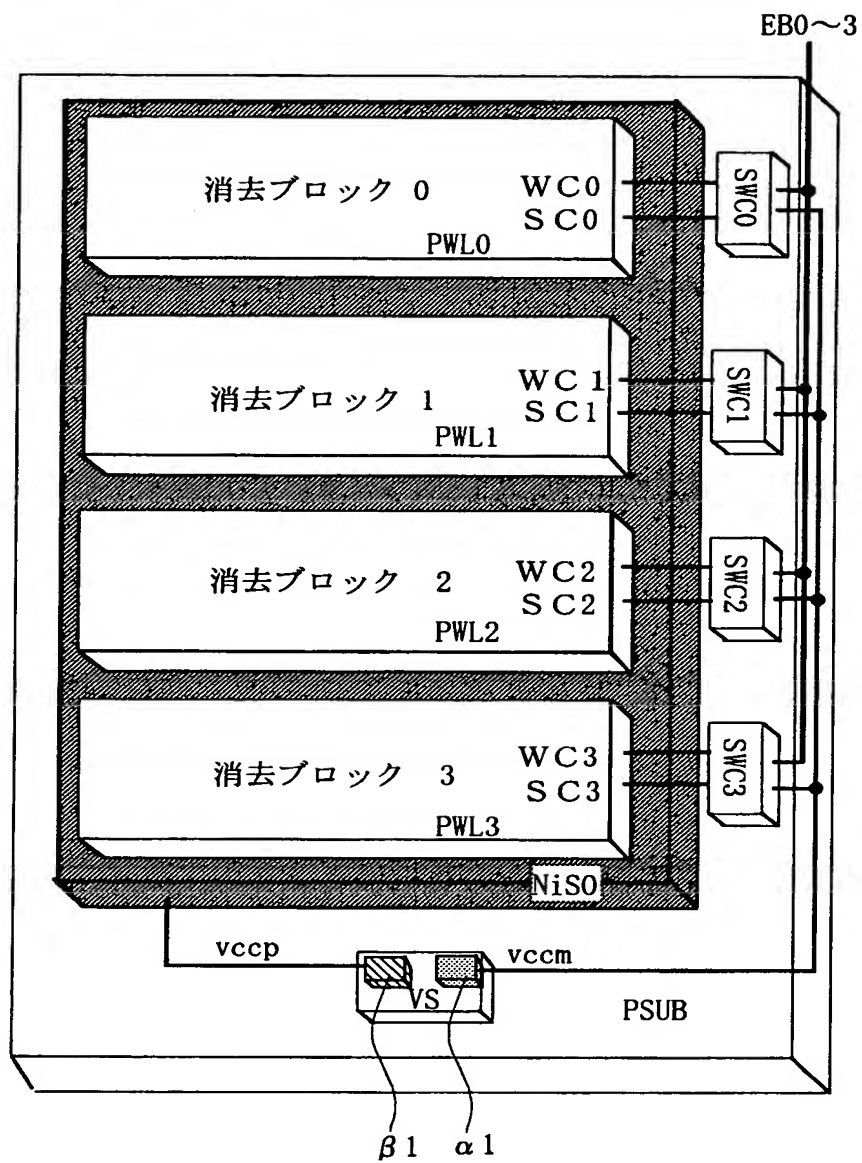 EB0～3
消去ブロック 0
WC0
SC0
PWL0
SWC0
消去ブロック 1
WC1
SC1
PWL1
SWC1
消去ブロック 2
WC2
SC2
PWL2
SWC2
消去ブロック 3
WC3
SC3
PWL3
SWC3
NiSO
vccp
vccm
VS
PSUB
β1
α1